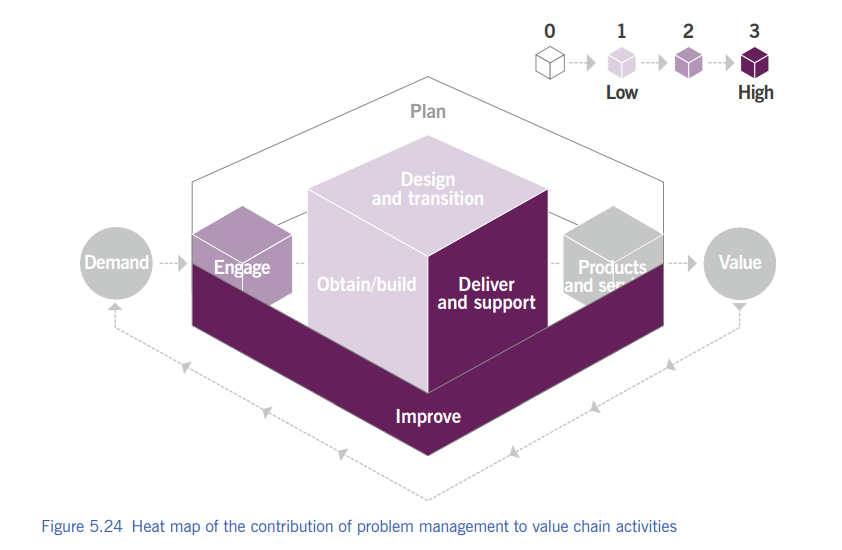 0 1 2 3
Low High
Plan
Design
and transition
Demand
Engage
Obtain/build
Deliver
and support
Products
and
Value
Improve
Figure 5.24 Heat map of the contribution of problem management to value chain activities